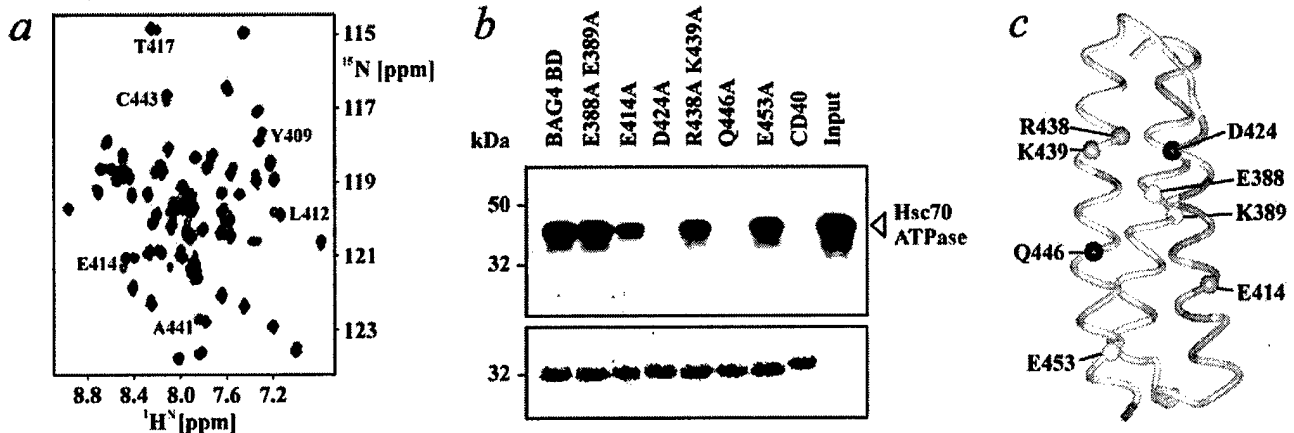 a
T417
C443
Y409
L412
E414
A441
115
¹⁵N [ppm]
117
119
121
123
8.8 8.4 8.0 7.6 7.2
¹Hᴺ[ppm]
b
kDa
BAG4 BD
E388A E389A
E414A
D424A
R438A K439A
Q446A
E453A
CD40
Input
50
32
Hsc70
ATPase
32
c
R438
K439
D424
E388
K389
Q446
E414
E453